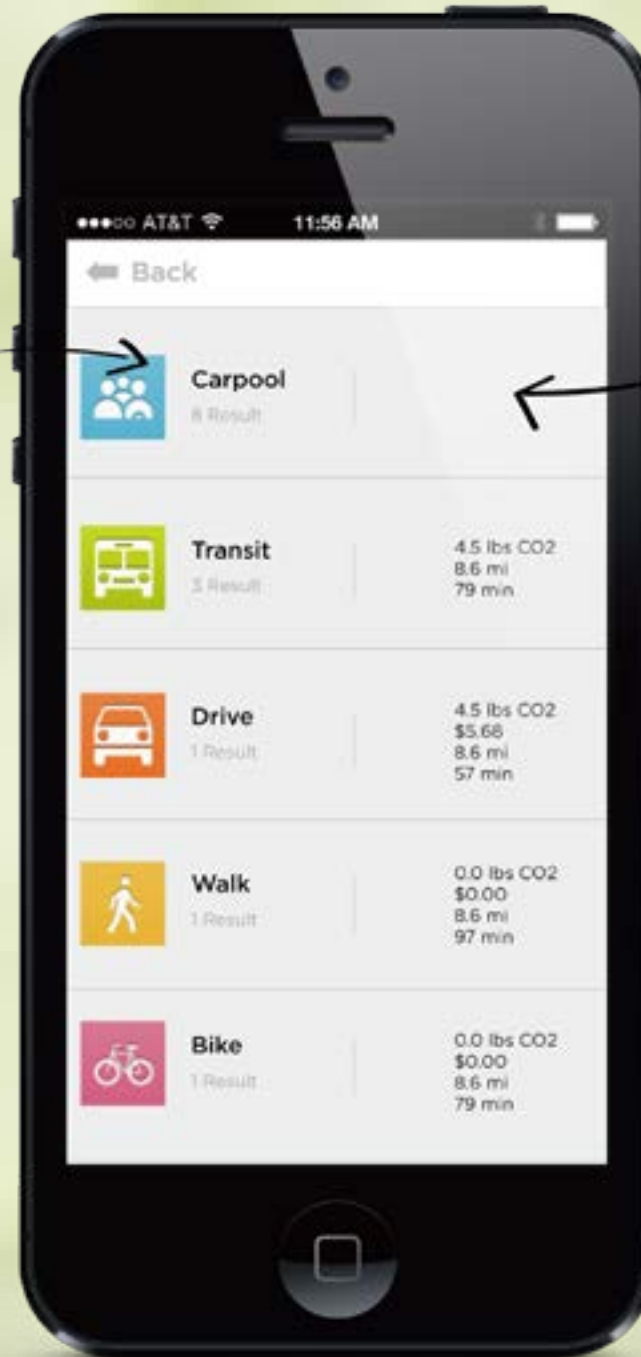 AT&T 11:56 AM
Back
Carpool
8 Result
Transit
3 Result
4.5 lbs CO2
8.6 mi
79 min
Drive
1 Result
4.5 lbs CO2
$5.68
8.6 mi
57 min
Walk
1 Result
0.0 lbs CO2
$0.00
8.6 mi
97 min
Bike
1 Result
0.0 lbs CO2
$0.00
8.6 mi
79 min